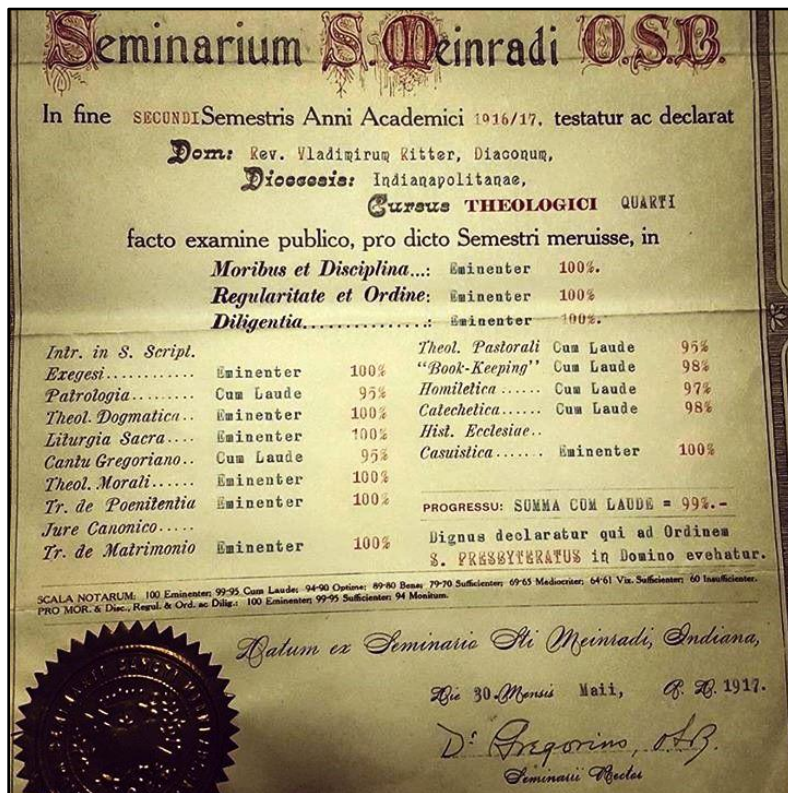 Seminarium S. Meinradi O.S.B.
In fine SECUNDI Semestris Anni Academici 1916/17. testatur ac declarat
Dom: Rev. Vladimirum Ritter, Diaconum,
Dioecesis: Indianapolitanae,
Cursus THEOLOGICI QUARTI
facto examine publico, pro dicto Semestri meruisse, in
Moribus et Disciplina...: Eminenter 100%.
Regularitate et Ordine: Eminenter 100%
Diligentia..............: Eminenter 100%.
Intr. in S. Script.
Exegesi............ Eminenter 100%
Patrologia......... Cum Laude 95%
Theol. Dogmatica.. Eminenter 100%
Liturgia Sacra.... Eminenter 100%
Cantu Gregoriano.. Cum Laude 95%
Theol. Morali...... Eminenter 100%
Tr. de Poenitentia Eminenter 100%
Jure Canonico.....
Tr. de Matrimonio Eminenter 100%
Theol. Pastorali Cum Laude 95%
"Book-Keeping" Cum Laude 98%
Homiletica ...... Cum Laude 97%
Catechetica...... Cum Laude 98%
Hist. Ecclesiae..
Casuistica....... Eminenter 100%
PROGRESSU: SUMMA CUM LAUDE = 99%.-
Dignus declaratur qui ad Ordinem
S. PRESBYTERATUS in Domino evehatur.
SCALA NOTARUM: 100 Eminenter; 99-95 Cum Laude; 94-90 Optime; 89-80 Bene; 79-70 Sufficienter; 69-65 Mediocriter; 64-61 Vix. Sufficienter; 60 Insufficienter.
PRO MOR. & Disc., Regul. & Ord. ac Dilig.: 100 Eminenter; 99-95 Sufficienter; 94 Monitum.
Datum ex Seminario Sti Meinradi, Indiana,
Die 30. Mensis Maii, A. D. 1917.
Dr. Gregorius, OSB.
Seminarii Rector